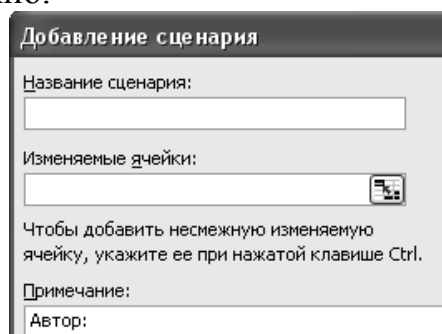 Добавление сценария
Название сценария:
Изменяемые ячейки:
Чтобы добавить несмежную изменяемую
ячейку, укажите ее при нажатой клавише Ctrl.
Примечание:
Автор: